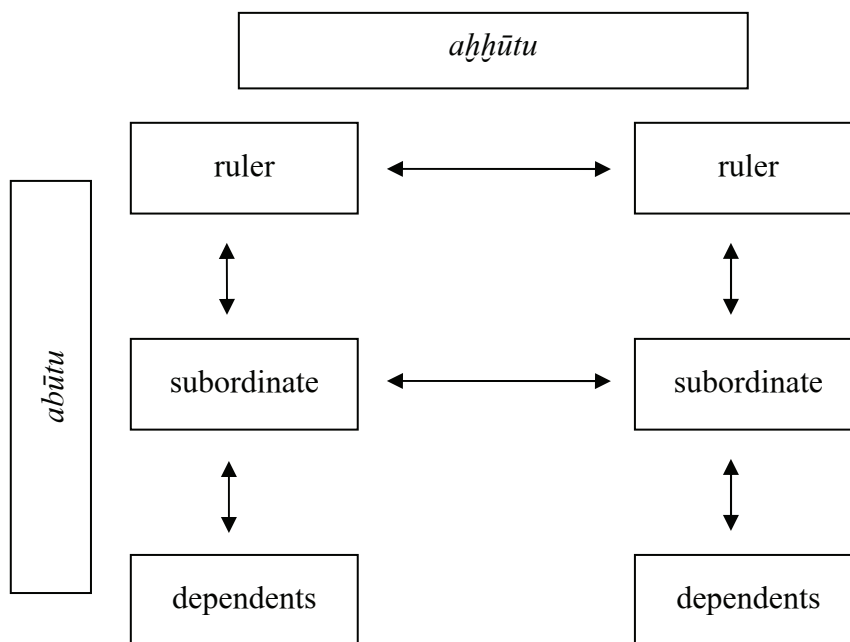 aḫḫūtu
ruler ruler
abūtu
subordinate subordinate
dependents dependents